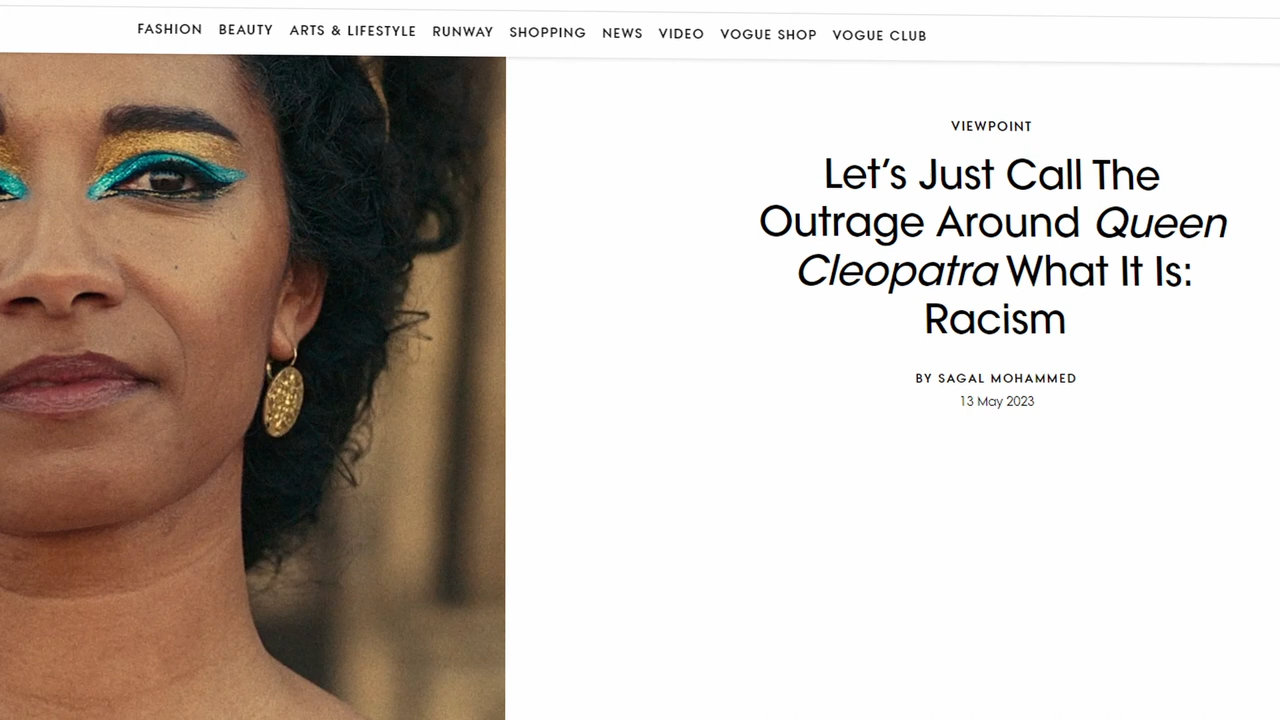 FASHION BEAUTY ARTS & LIFESTYLE RUNWAY SHOPPING NEWS VIDEO VOGUE SHOP VOGUE CLUB
VIEWPOINT
Let’s Just Call The
Outrage Around Queen
Cleopatra What It Is:
Racism
BY SAGAL MOHAMMED
13 May 2023